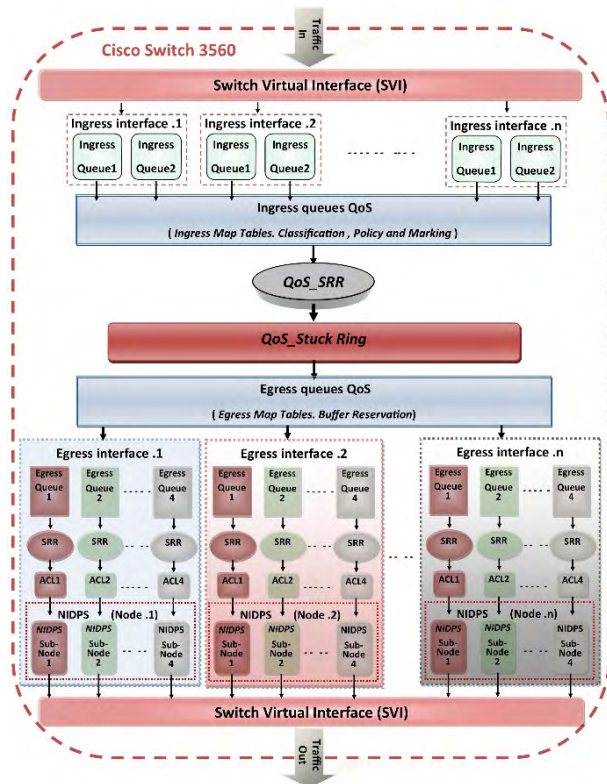 Traffic
In
Cisco Switch 3560
Switch Virtual Interface (SVI)
Ingress interface .1
Ingress interface .2
Ingress interface .n
Ingress
Queue1
Ingress
Queue2
Ingress
Queue1
Ingress
Queue2
Ingress
Queue1
Ingress
Queue2
Ingress queues QoS
( Ingress Map Tables. Classification , Policy and Marking )
QoS_SRR
QoS_Stuck Ring
Egress queues QoS
(Egress Map Tables. Buffer Reservation)
Egress interface .1
Egress
Queue
1
Egress
Queue
2
Egress
Queue
4
SRR
SRR
SRR
ACL1
ACL2
ACL4
NIDPS (Node .1)
NIDPS
Sub-
Node
1
NIDPS
Sub-
Node
2
NIDPS
Sub-
Node
4
Egress interface .2
Egress
Queue
1
Egress
Queue
2
Egress
Queue
4
SRR
SRR
SRR
ACL1
ACL2
ACL4
NIDPS (Node .2)
NIDPS
Sub-
Node
1
NIDPS
Sub-
Node
2
NIDPS
Sub-
Node
4
Egress interface .n
Egress
Queue
1
Egress
Queue
2
Egress
Queue
4
SRR
SRR
SRR
ACL1
ACL2
ACL4
NIDPS (Node .n)
NIDPS
Sub-
Node
1
NIDPS
Sub-
Node
2
NIDPS
Sub-
Node
4
Switch Virtual Interface (SVI)
Traffic
Out